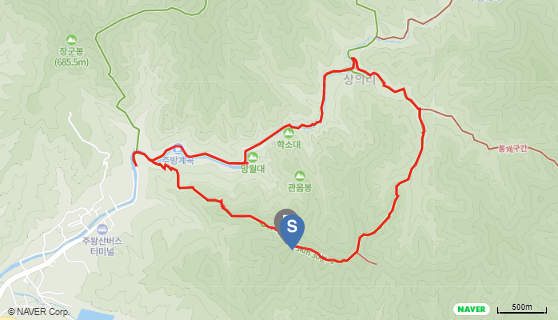 장군봉
(685.5m)
상의리
학소대
주방계곡
망월대
통제구간
관음봉
S
주왕산버스
터미널
© NAVER Corp.
NAVER
500m